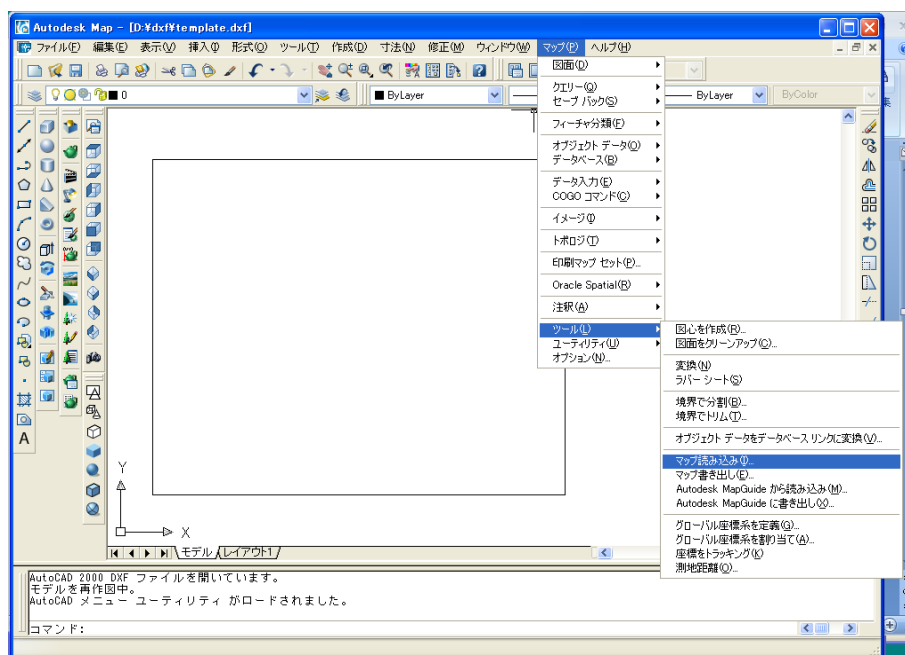 Autodesk Map - [D:¥dxf¥template.dxf]
ファイル(F) 編集(E) 表示(V) 挿入(I) 形式(O) ツール(T) 作成(D) 寸法(N) 修正(M) ウィンドウ(W) マップ(P) ヘルプ(H)
0
ByLayer
ByLayer
ByColor
図面(D)
クエリー(Q)
セーブ バック(S)
フィーチャ分類(F)
オブジェクト データ(O)
データベース(B)
データ入力(E)
COGO コマンド(C)
イメージ(I)
トポロジ(T)
印刷マップ セット(P)...
Oracle Spatial(R)
注釈(A)
ツール(L)
ユーティリティ(U)
オプション(N)...
図心を作成(R)...
図面をクリーンアップ(C)...
変換(N)
ラバー シート(S)
境界で分割(B)...
境界でトリム(T)...
オブジェクト データをデータベース リンクに変換(V)...
マップ読み込み(I)...
マップ書き出し(E)...
Autodesk MapGuide から読み込み(M)...
Autodesk MapGuide に書き出し(X)...
グローバル座標系を定義(G)...
グローバル座標系を割り当て(A)...
座標をトラッキング(K)
測地距離(O)...
A
Y
X
モデル
レイアウト1
AutoCAD 2000 DXF ファイルを開いています。
モデルを再作図中。
AutoCAD メニュー ユーティリティ がロードされました。
コマンド: